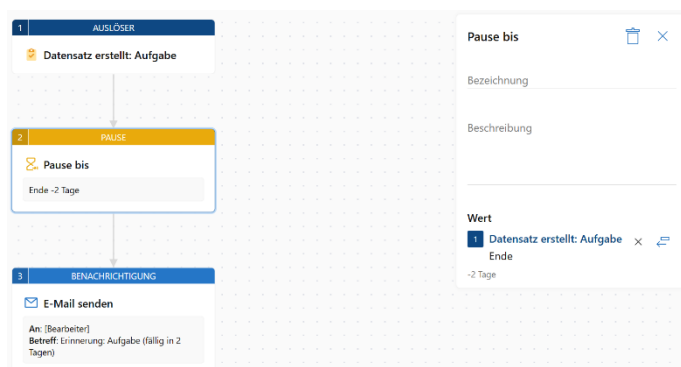 1 AUSLÖSER
Datensatz erstellt: Aufgabe
2 PAUSE
Pause bis
Ende -2 Tage
3 BENACHRICHTIGUNG
E-Mail senden
An: [Bearbeiter]
Betreff: Erinnerung: Aufgabe (fällig in 2
Tagen)
Pause bis
Bezeichnung
Beschreibung
Wert
1 Datensatz erstellt: Aufgabe
Ende
-2 Tage